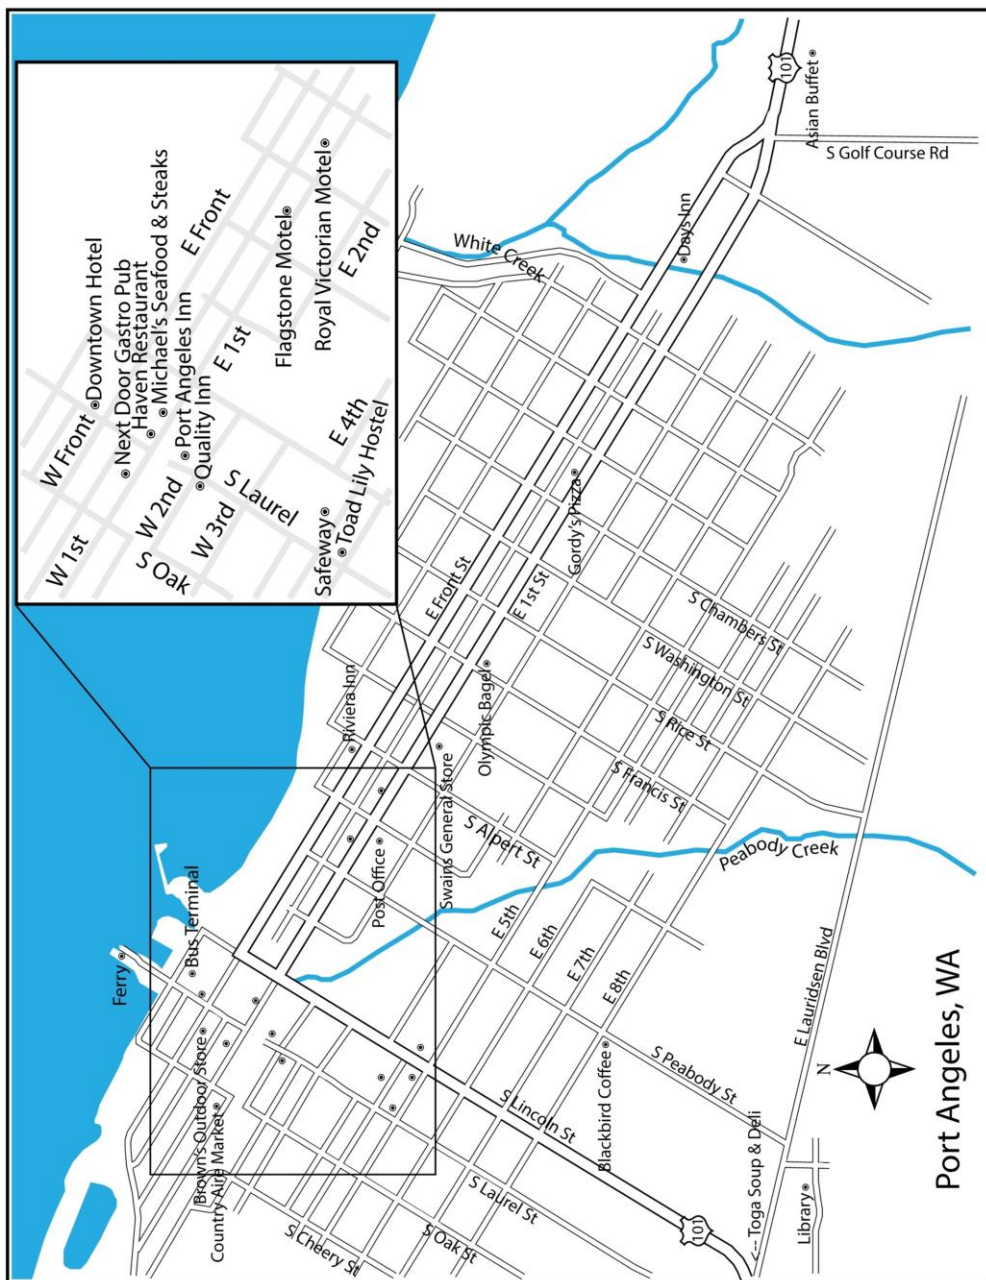 Port Angeles, WA
N
W Front
Downtown Hotel
Next Door Gastro Pub
Haven Restaurant
Michael's Seafood & Steaks
Port Angeles Inn
Quality Inn
E Front
E 1st
Flagstone Motel
Royal Victorian Motel
E 2nd
W 1st
W 2nd
W 3rd
S Oak
S Laurel
E 4th
Safeway
Toad Lily Hostel
Ferry
Bus Terminal
Brown's Outdoor Store
Country Aire Market
Riviera Inn
Post Office
Swains General Store
Olympic Bagel
E Front St
E 1st St
Gordy's Pizza
White Creek
Days Inn
101
Asian Buffet
S Golf Course Rd
S Chambers St
S Washington St
S Rice St
S Francis St
S Alpert St
Peabody Creek
E 5th
E 6th
E 7th
E 8th
Blackbird Coffee
S Peabody St
E Lauridsen Blvd
S Lincoln St
S Laurel St
S Oak St
S Cheery St
101
<-- Toga Soup & Deli
Library